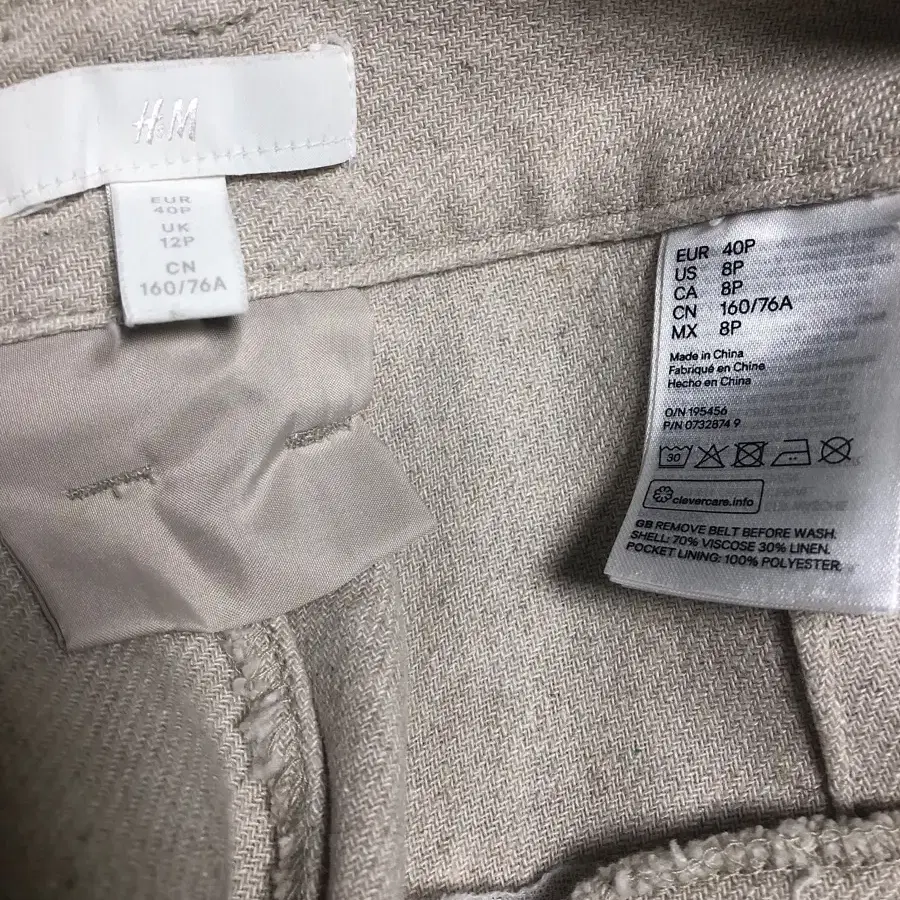 H&M
EUR
40P
UK
12P
CN
160/76A
EUR 40P
US 8P
CA 8P
CN 160/76A
MX 8P
Made in China
Fabriqué en Chine
Hecho en China
O/N 195456
P/N 0732874 9
30
clevercare.info
GB REMOVE BELT BEFORE WASH.
SHELL: 70% VISCOSE 30% LINEN.
POCKET LINING: 100% POLYESTER.